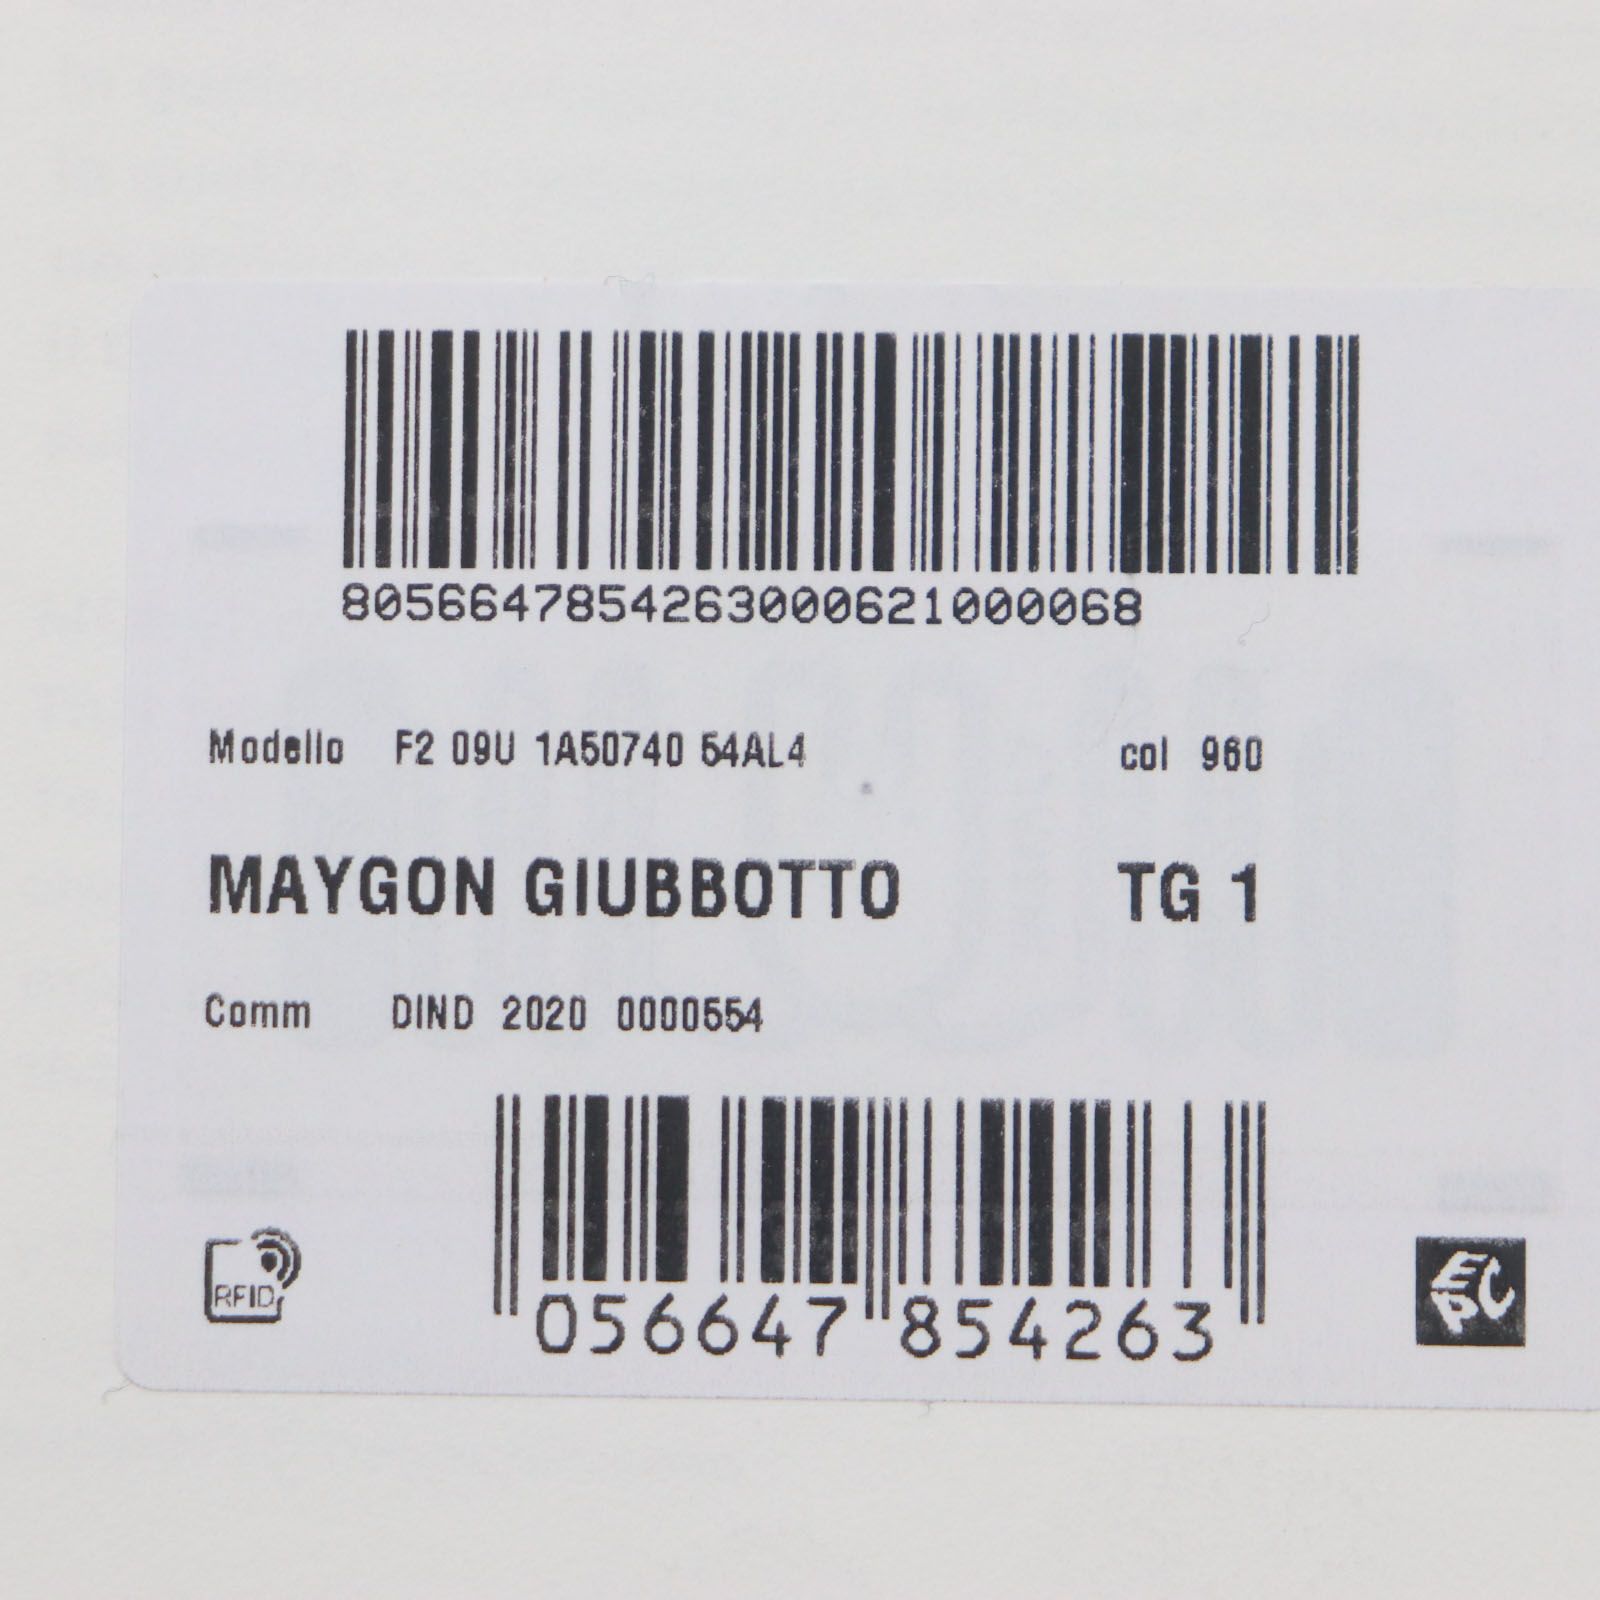 8056647854263000621000068
Modello F2 09U 1A50740 54AL4 col 960
MAYGON GIUBBOTTO TG 1
Comm DIND 2020 0000554
RFID
056647 854263
EPC